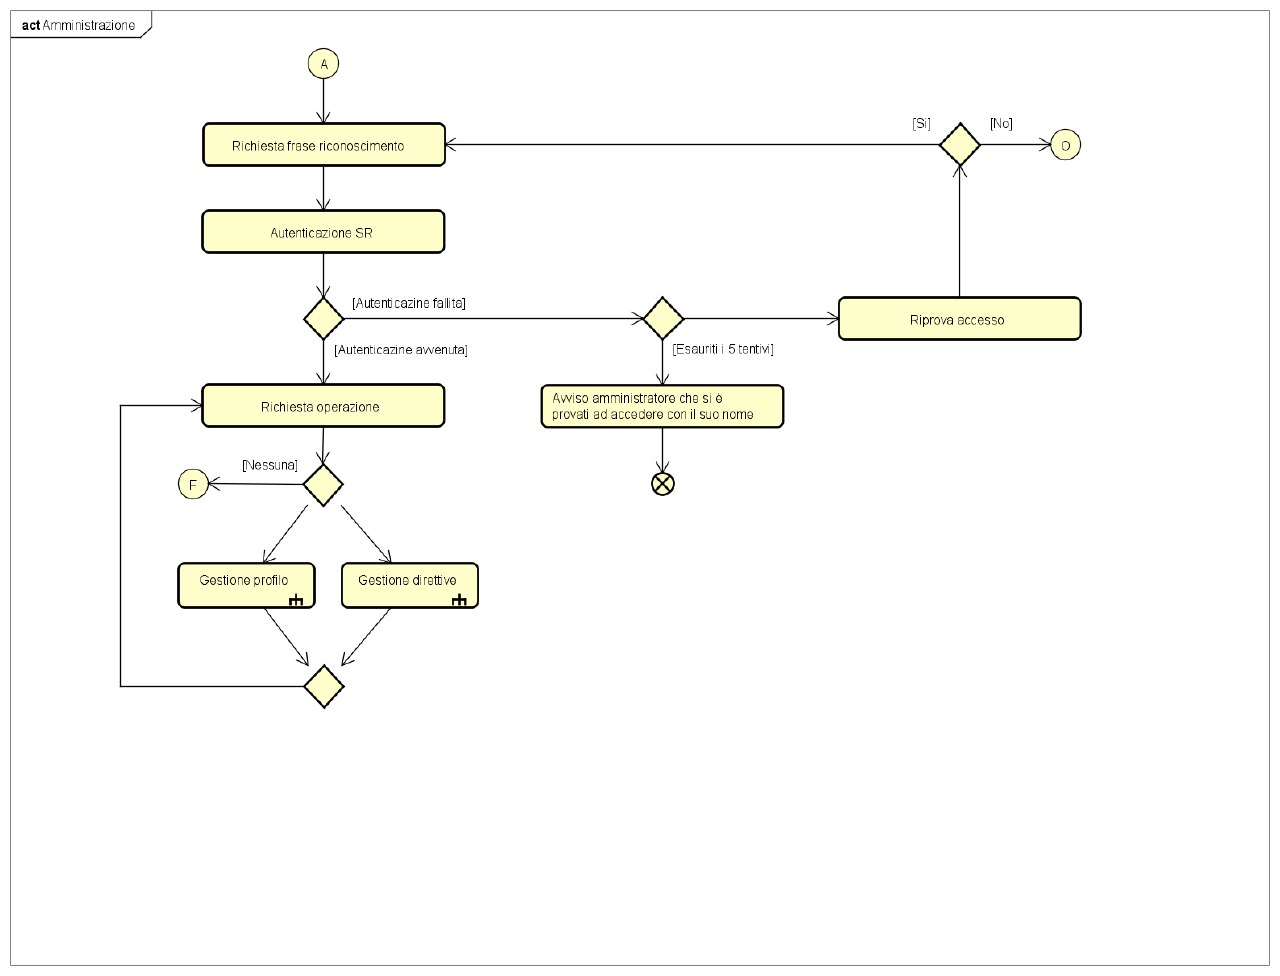 act Amministrazione
A
[Si]
[No]
Richiesta frase riconoscimento
O
Autenticazione SR
[Autenticazine fallita]
Riprova accesso
[Autenticazine avvenuta]
[Esauriti i 5 tentivi]
Richiesta operazione
Avviso amministratore che si è
provati ad accedere con il suo nome
[Nessuna]
F
Gestione profilo
Gestione direttive